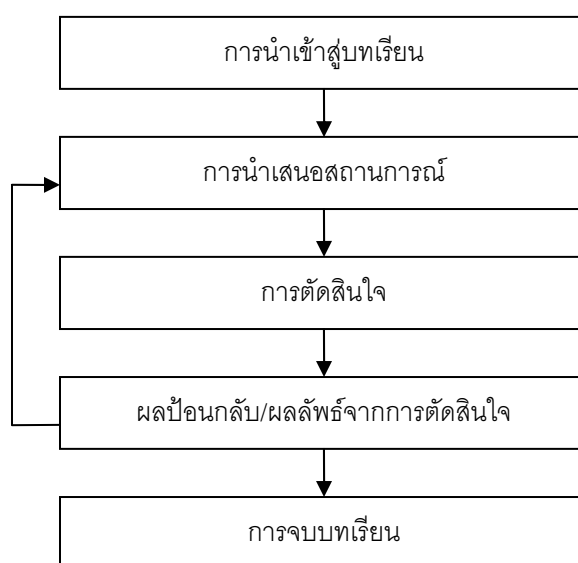 การนำเข้าสู่บทเรียน
การนำเสนอสถานการณ์
การตัดสินใจ
ผลป้อนกลับ/ผลลัพธ์จากการตัดสินใจ
การจบบทเรียน